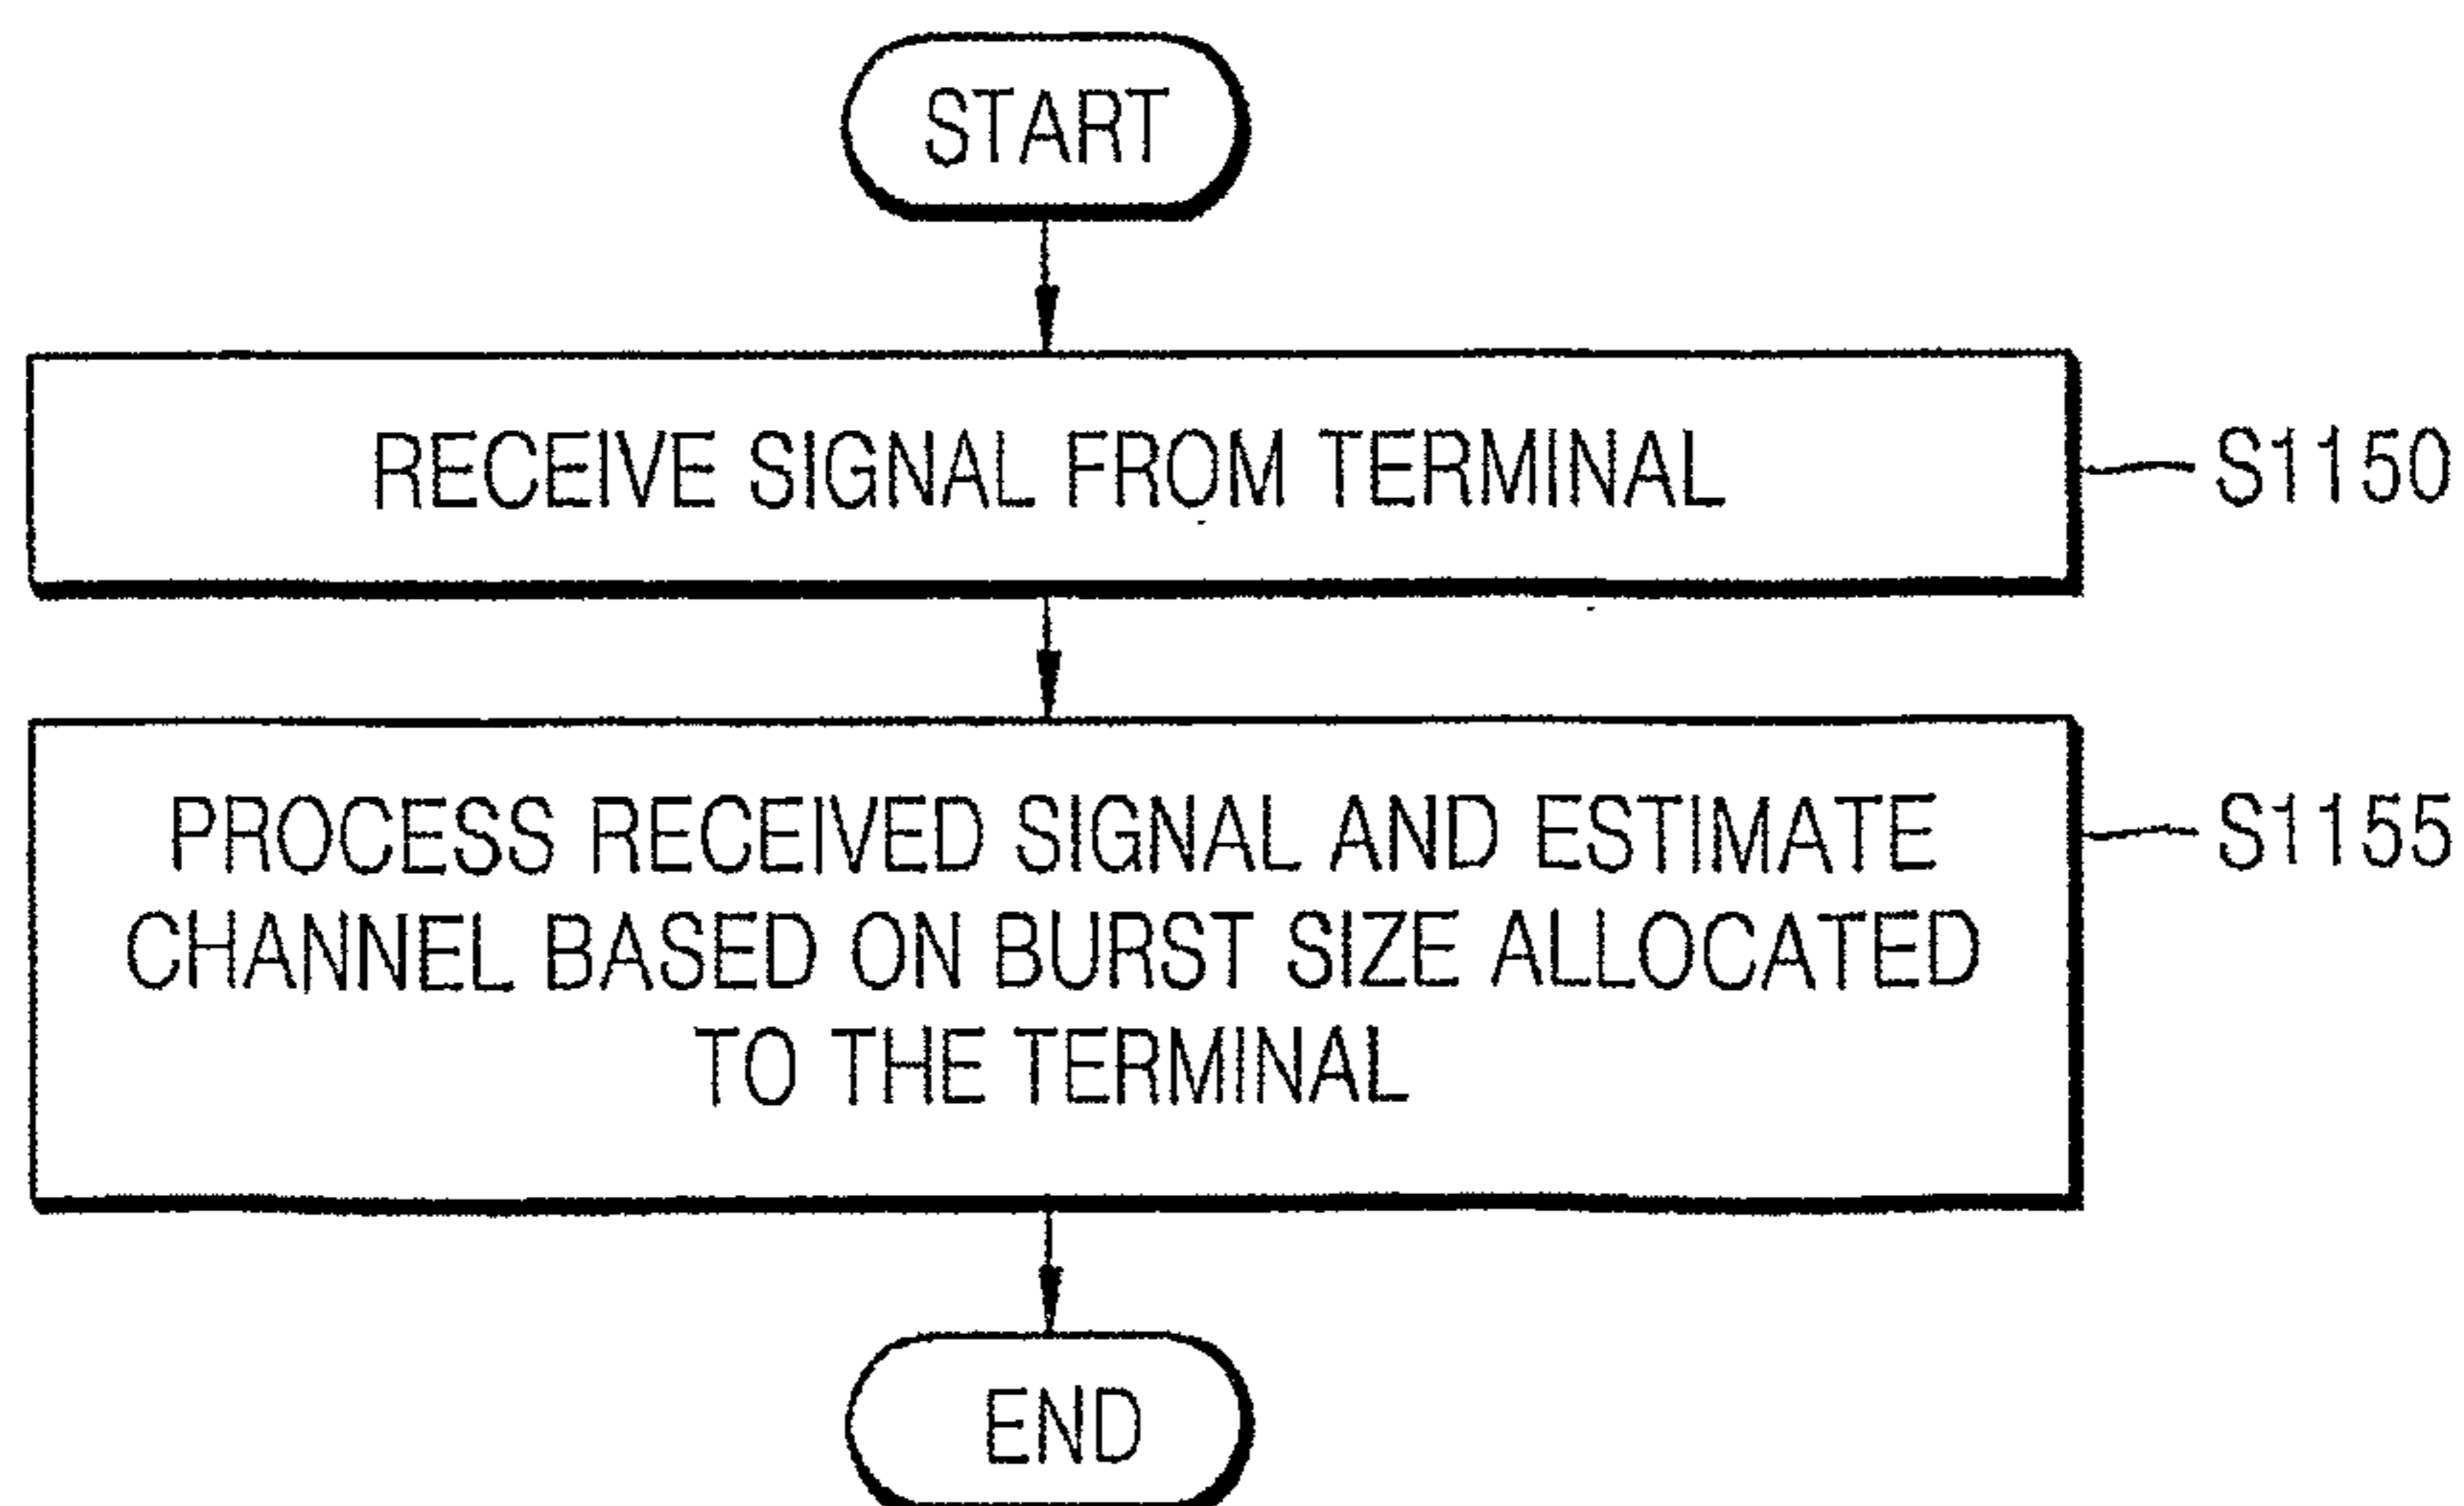 START
RECEIVE SIGNAL FROM TERMINAL
S1150
PROCESS RECEIVED SIGNAL AND ESTIMATE
S1155
CHANNEL BASED ON BURST SIZE ALLOCATED
TO THE TERMINAL
END